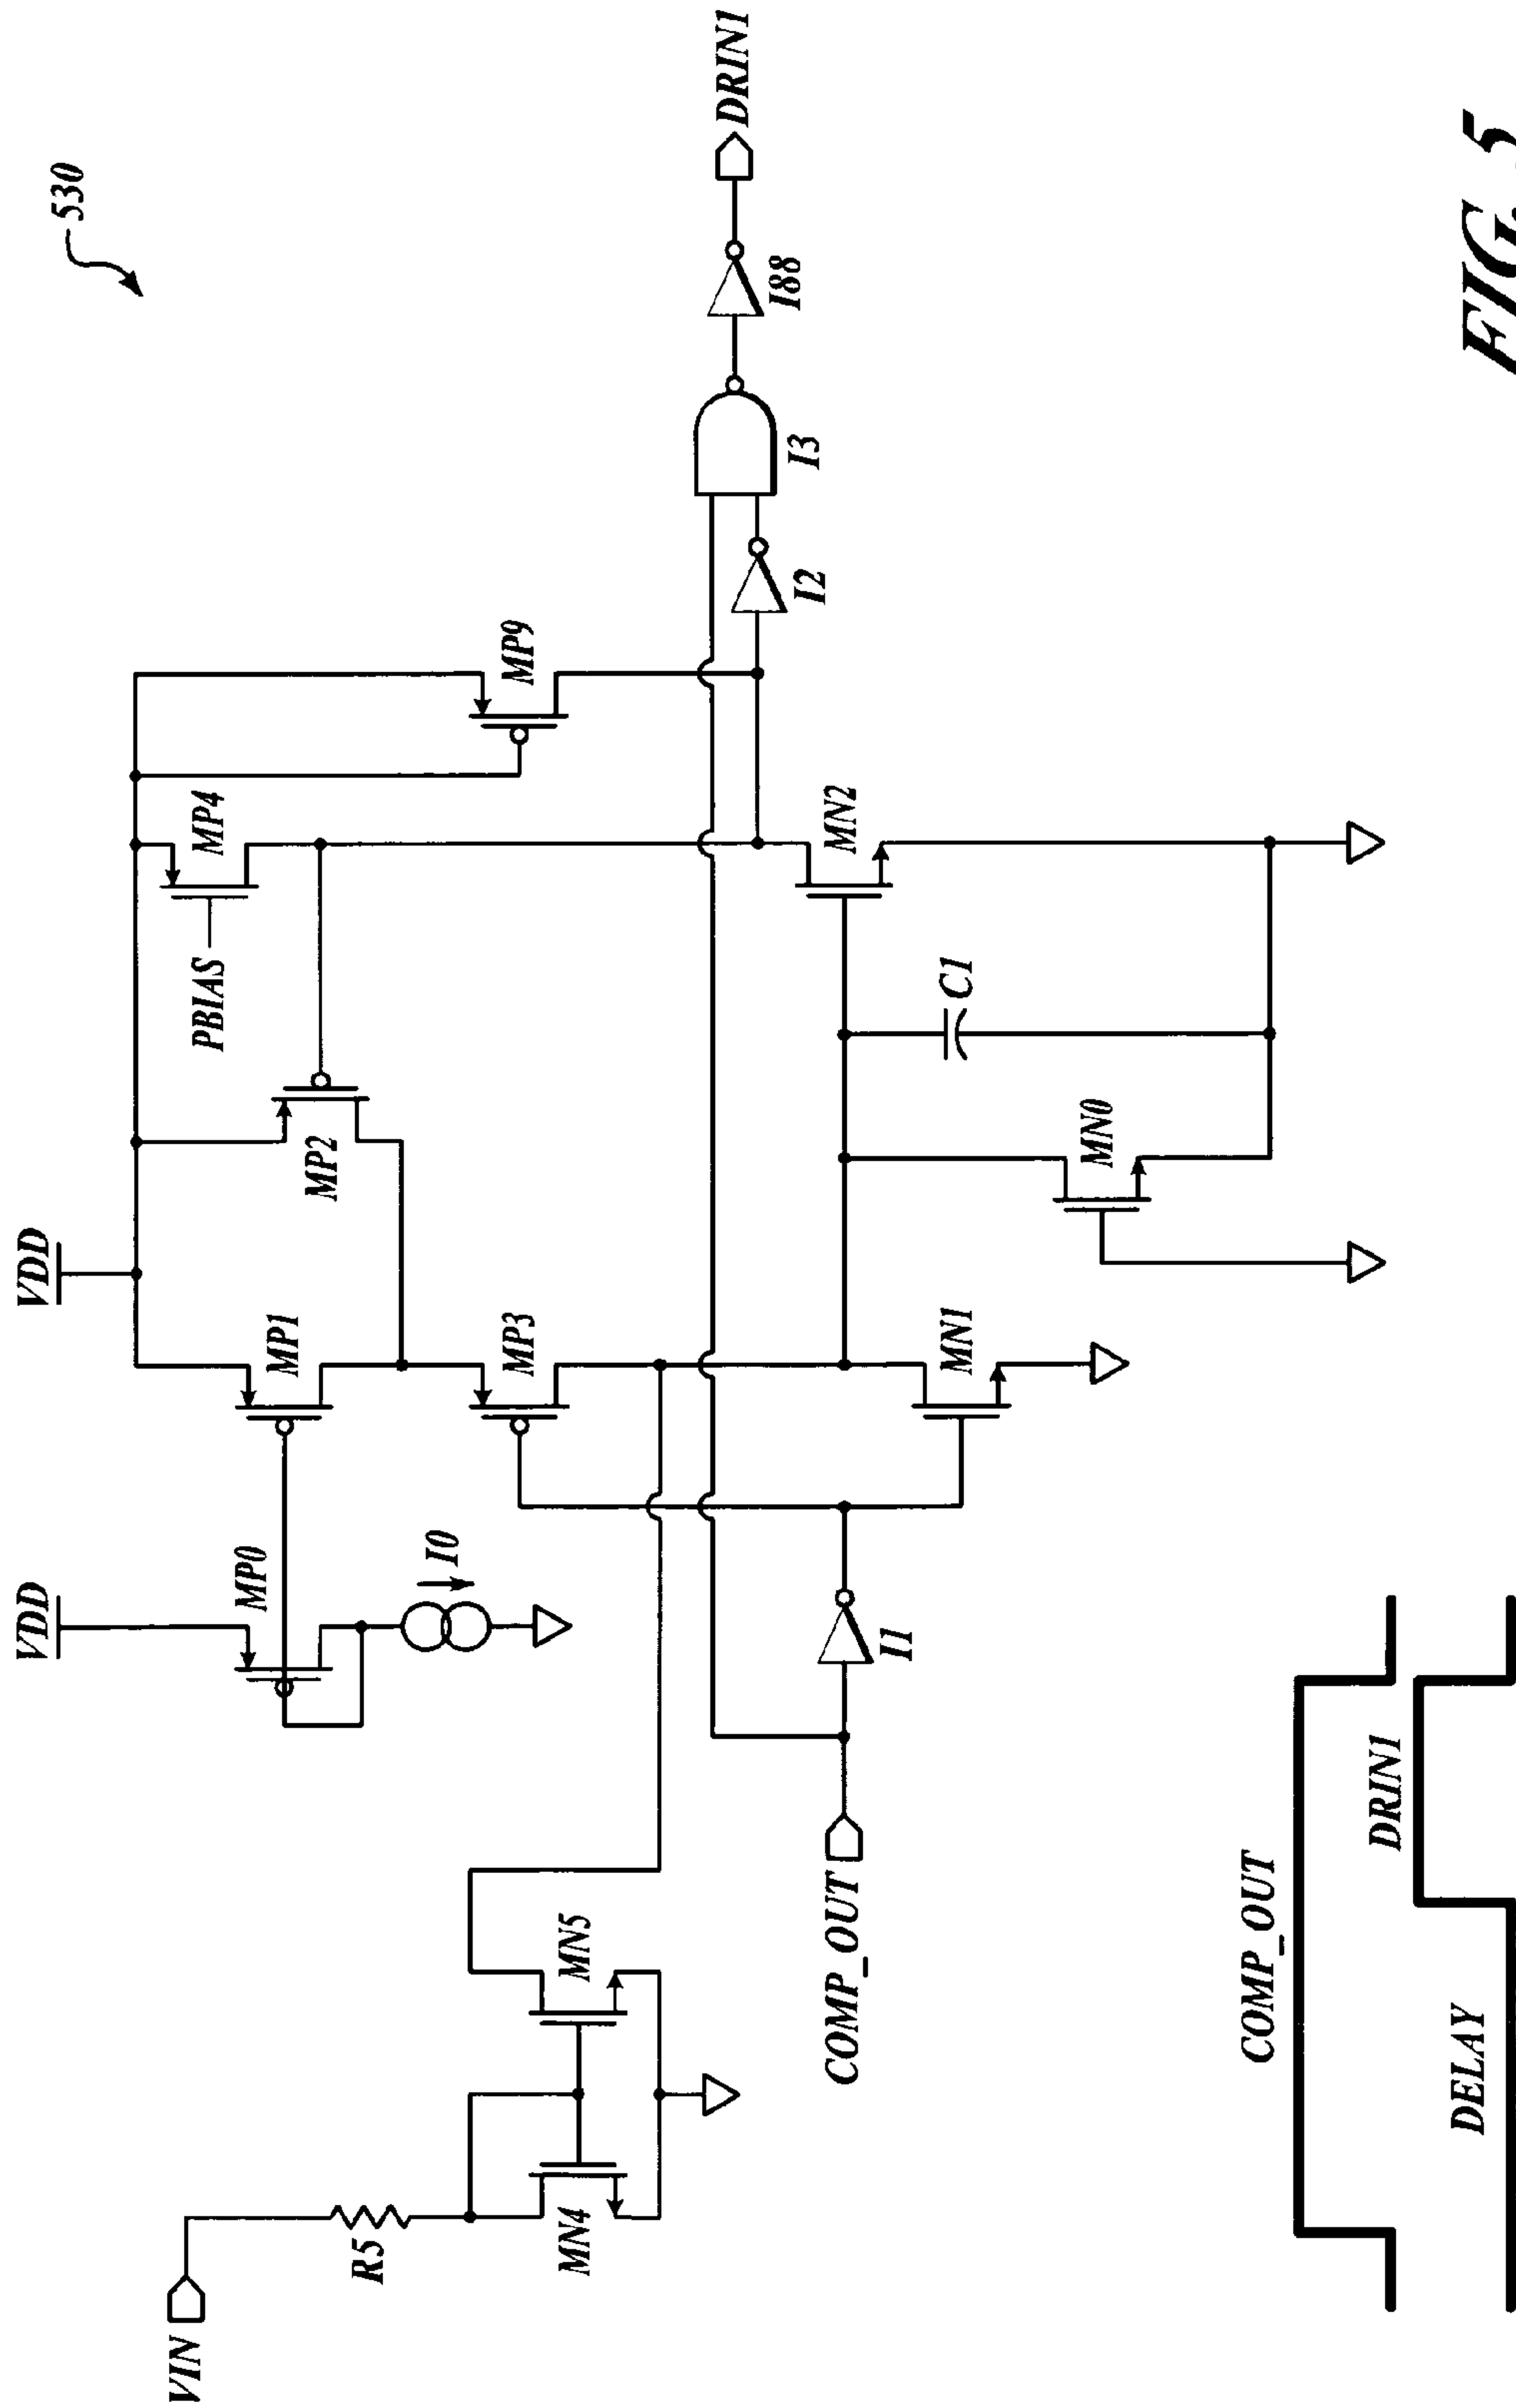 530
VDD
VDD
MP4
PBIAS
MP2
MP1
MP0
I0
MP9
MP3
VIN
R5
MN4
MN5
DRIN1
I88
I3
I2
COMP_OUT
I1
MN1
MN2
C1
MN0
COMP_OUT
DRIN1
DELAY
FIG. 5